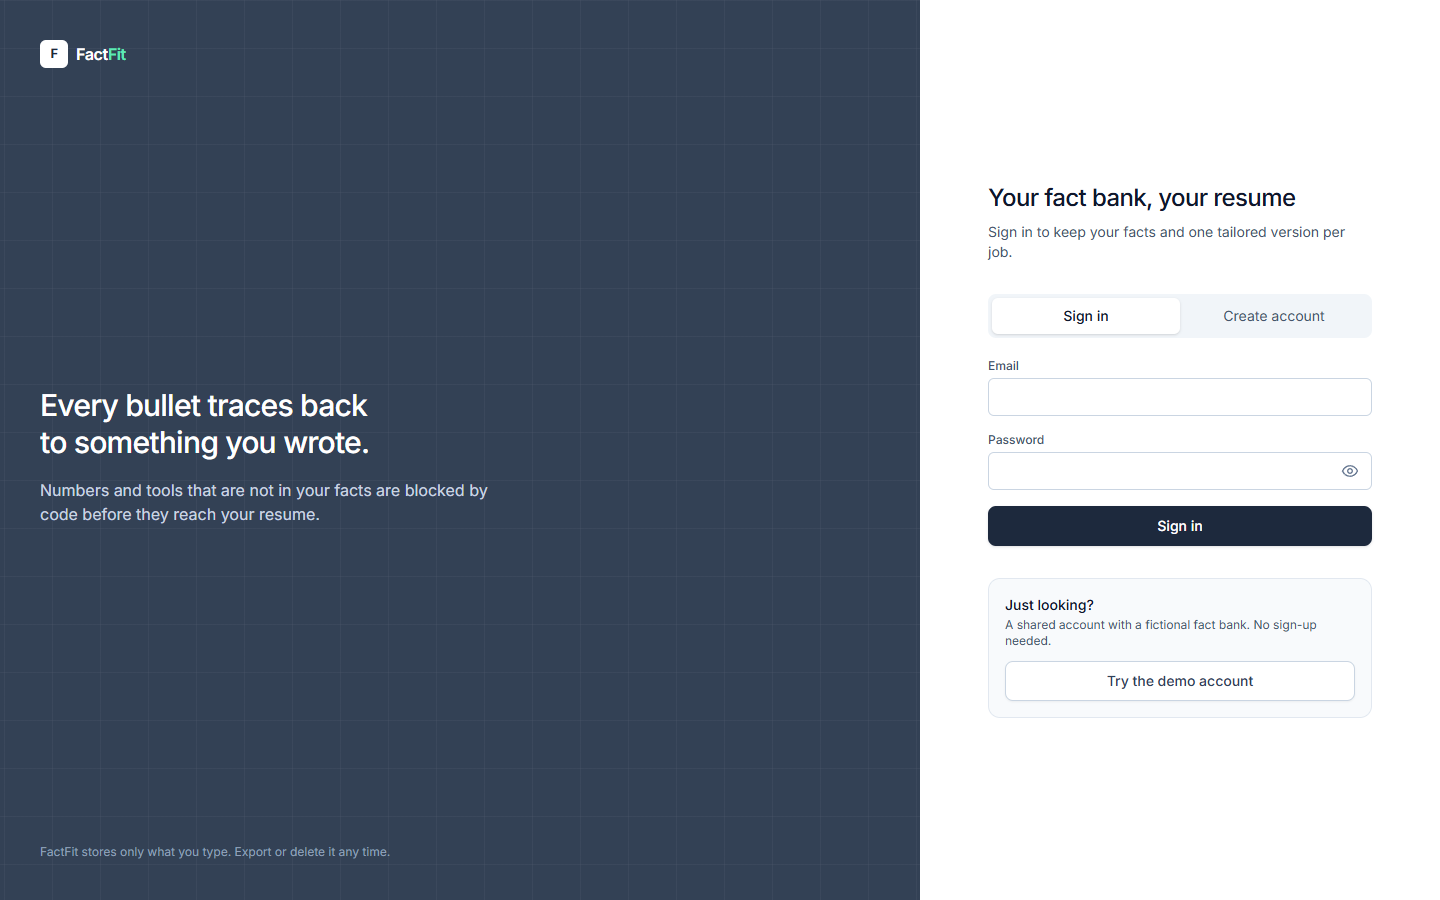 F FactFit
Every bullet traces back
to something you wrote.
Numbers and tools that are not in your facts are blocked by
code before they reach your resume.
FactFit stores only what you type. Export or delete it any time.
Your fact bank, your resume
Sign in to keep your facts and one tailored version per
job.
Sign in Create account
Email
Password
Sign in
Just looking?
A shared account with a fictional fact bank. No sign-up
needed.
Try the demo account